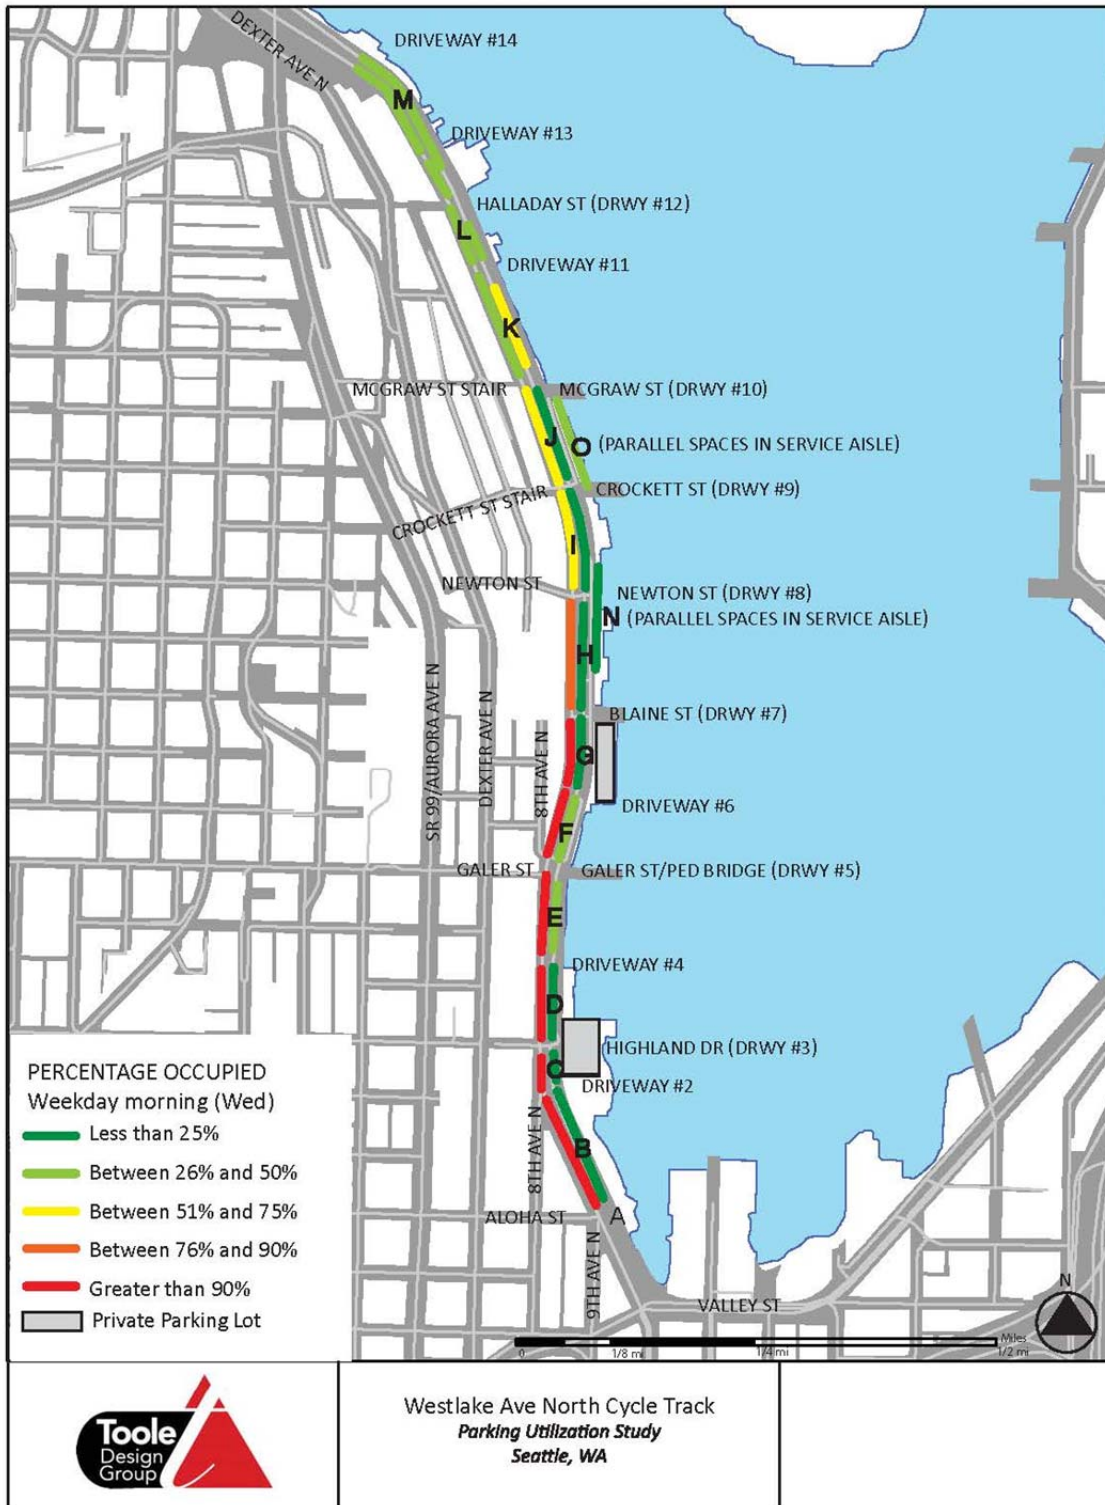 DRIVEWAY #14
DEXTER AVE N
M
DRIVEWAY #13
HALLADAY ST (DRWY #12)
L
DRIVEWAY #11
K
MCGRAW ST STAIR
MCGRAW ST (DRWY #10)
J
O (PARALLEL SPACES IN SERVICE AISLE)
CROCKETT ST STAIR
CROCKETT ST (DRWY #9)
I
NEWTON ST
NEWTON ST (DRWY #8)
N (PARALLEL SPACES IN SERVICE AISLE)
H
SR 99/AURORA AVE N
DEXTER AVE N
8TH AVE N
BLAINE ST (DRWY #7)
G
DRIVEWAY #6
F
GALER ST
GALER ST/PED BRIDGE (DRWY #5)
E
DRIVEWAY #4
D
HIGHLAND DR (DRWY #3)
C
DRIVEWAY #2
8TH AVE N
B
ALOHA ST
A
9TH AVE N
VALLEY ST
N
Miles
0
1/8 mi
1/4 mi
1/2 mi
PERCENTAGE OCCUPIED
Weekday morning (Wed)
Less than 25%
Between 26% and 50%
Between 51% and 75%
Between 76% and 90%
Greater than 90%
Private Parking Lot
Toole
Design
Group
Westlake Ave North Cycle Track
Parking Utilization Study
Seattle, WA